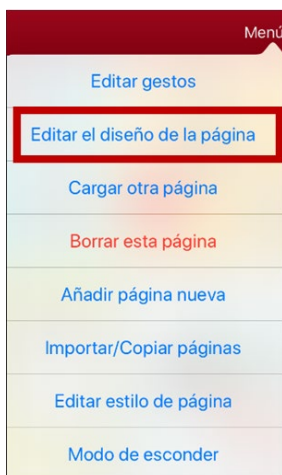 Menú
Editar gestos
Editar el diseño de la página
Cargar otra página
Borrar esta página
Añadir página nueva
Importar/Copiar páginas
Editar estilo de página
Modo de esconder